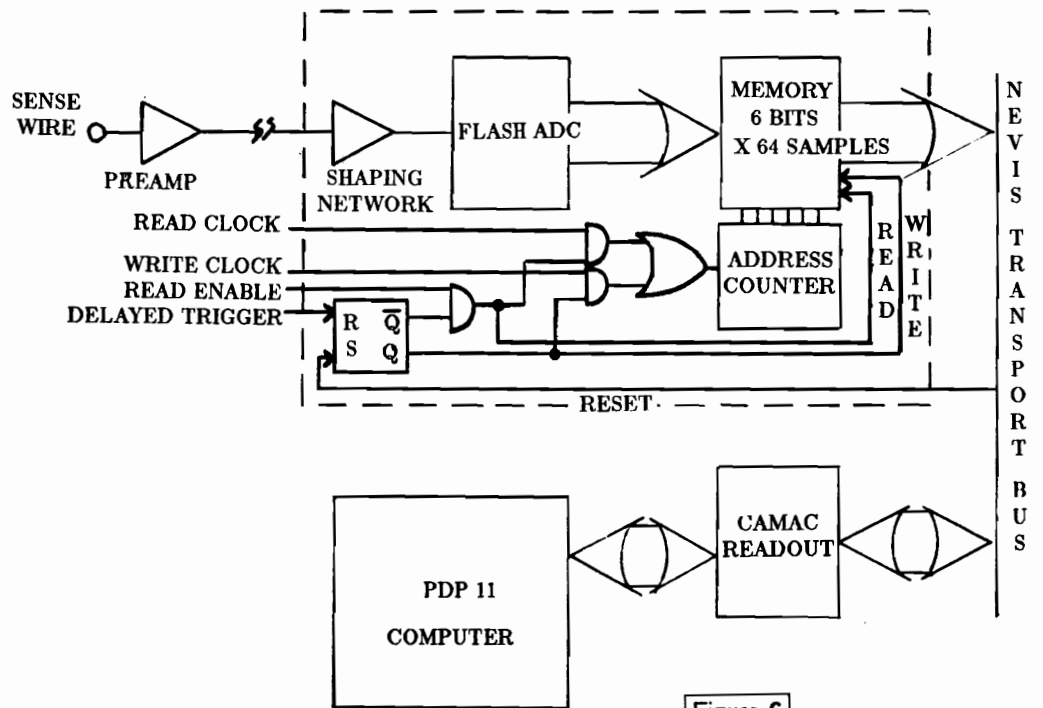 SENSE
WIRE
PREAMP
SHAPING
NETWORK
FLASH ADC
MEMORY
6 BITS
X 64 SAMPLES
READ CLOCK
WRITE CLOCK
READ ENABLE
DELAYED TRIGGER
R Q̅
S Q
ADDRESS
COUNTER
READ
WRITE
RESET
NEVIS TRANSPORT BUS
CAMAC
READOUT
PDP 11
COMPUTER
Figure 6